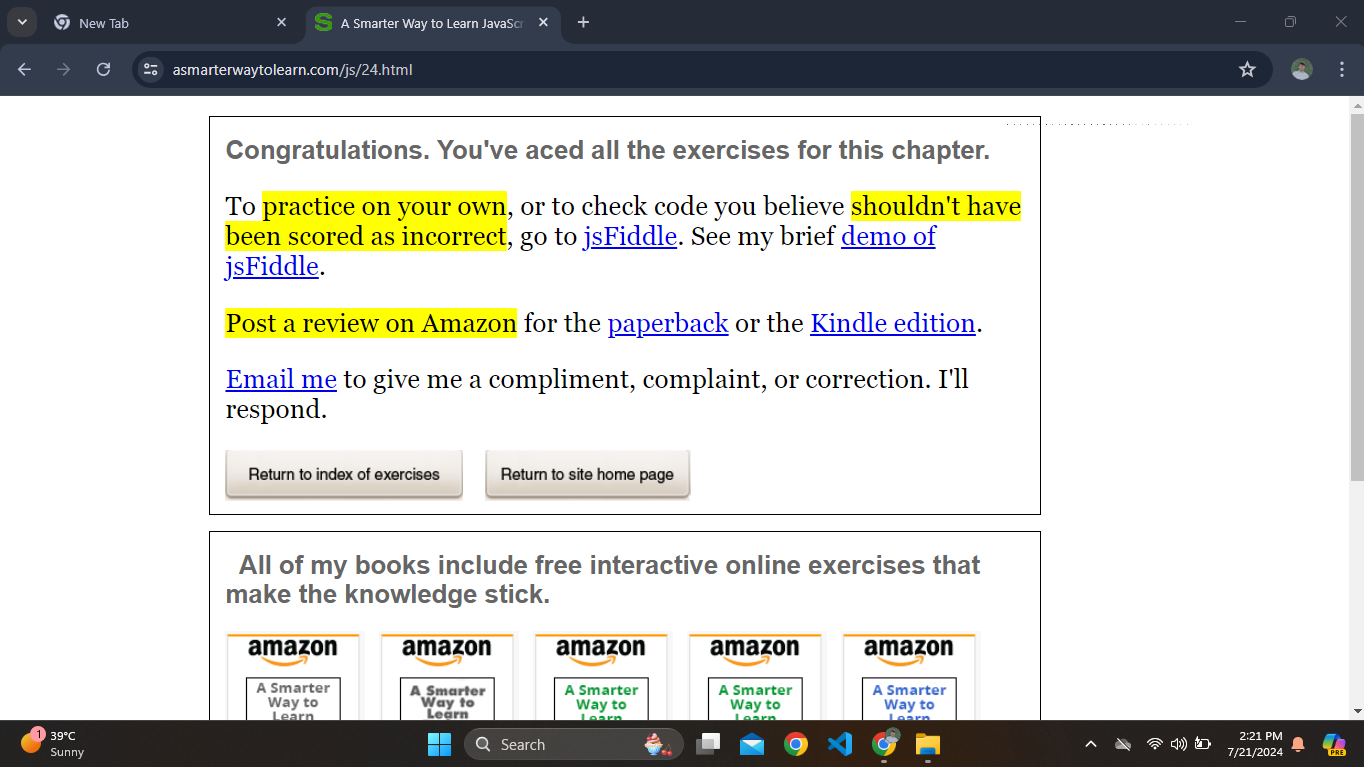 New Tab
A Smarter Way to Learn JavaScr
asmarterwaytolearn.com/js/24.html
Congratulations. You've aced all the exercises for this chapter.
To practice on your own, or to check code you believe shouldn't have
been scored as incorrect, go to jsFiddle. See my brief demo of
jsFiddle.
Post a review on Amazon for the paperback or the Kindle edition.
Email me to give me a compliment, complaint, or correction. I'll
respond.
Return to index of exercises
Return to site home page
All of my books include free interactive online exercises that
make the knowledge stick.
amazon
A Smarter
Way to
Learn
amazon
A Smarter
Way to
Learn
amazon
A Smarter
Way to
Learn
amazon
A Smarter
Way to
Learn
amazon
A Smarter
Way to
Learn
1
39°C
Sunny
Search
2:21 PM
7/21/2024
PRE